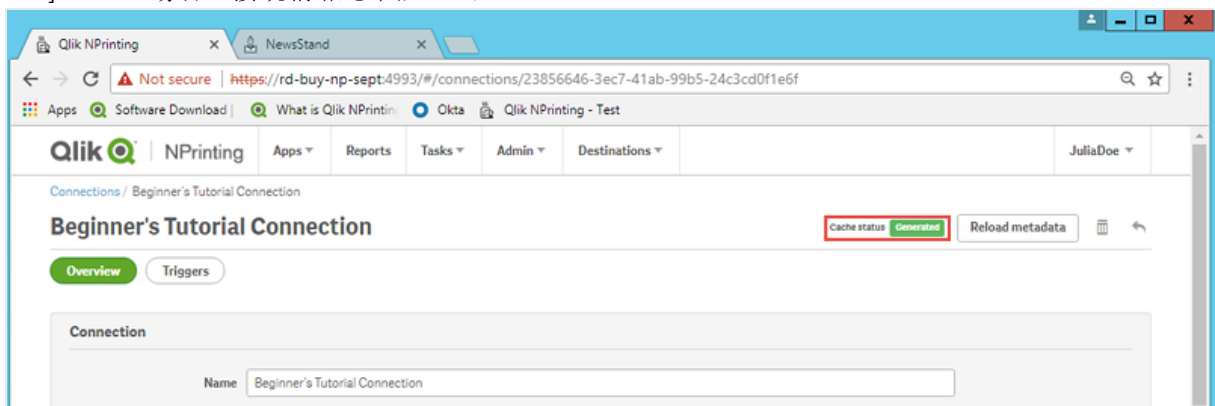 Qlik NPrinting NewsStand
Not secure | https://rd-buy-np-sept:4993/#/connections/23856646-3ec7-41ab-99b5-24c3cd0f1e6f
Apps Software Download | What is Qlik NPrinting Okta Qlik NPrinting - Test
Qlik NPrinting Apps Reports Tasks Admin Destinations JuliaDoe
Connections / Beginner's Tutorial Connection
Beginner's Tutorial Connection Cache status Generated Reload metadata
Overview Triggers
Connection
Name Beginner's Tutorial Connection